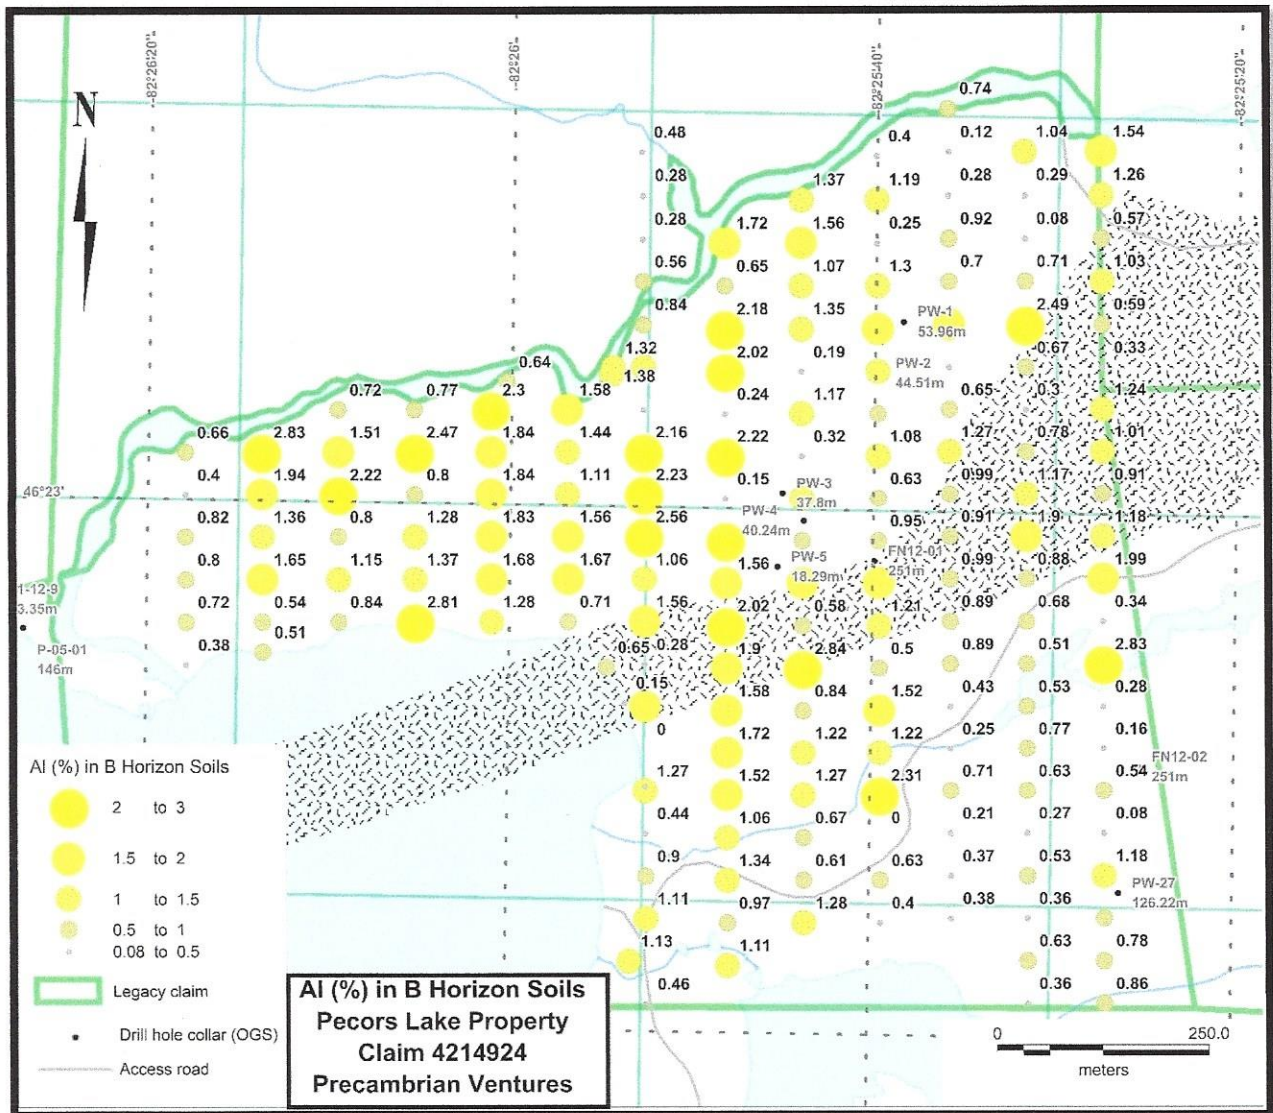 -82°26'20"
-82°26'
-82°25'40"
-82°25'20"
N
0.74
0.48 0.4 0.12 1.04 1.54
0.28 1.37 1.19 0.28 0.29 1.26
0.28 1.72 1.56 0.25 0.92 0.08 0.57
0.56 0.65 1.07 1.3 0.7 0.71 1.03
0.84 2.18 1.35 PW-1 2.49 0.59
53.96m
1.32 2.02 0.19 PW-2 0.67 0.33
44.51m
0.64 1.38
0.72 0.77 2.3 1.58 0.24 1.17 0.65 0.3 1.24
0.66 2.83 1.51 2.47 1.84 1.44 2.16 2.22 0.32 1.08 1.27 0.78 1.01
0.4 1.94 2.22 0.8 1.84 1.11 2.23 0.15 PW-3 0.63 0.99 1.17 0.91
46°23' 37.8m
0.82 1.36 0.8 1.28 1.83 1.56 2.56 PW-4 0.95 0.91 1.9 1.18
40.24m
0.8 1.65 1.15 1.37 1.68 1.67 1.06 1.56 PW-5 FN12-01 0.99 0.88 1.99
18.29m 251m
1-12-9
3.35m
0.72 0.54 0.84 2.81 1.28 0.71 1.56 2.02 0.58 1.21 0.89 0.68 0.34
P-05-01
146m
0.38 0.51 0.65 0.28 1.9 2.84 0.5 0.89 0.51 2.83
0.15 1.58 0.84 1.52 0.43 0.53 0.28
0 1.72 1.22 1.22 0.25 0.77 0.16
FN12-02
251m
1.27 1.52 1.27 2.31 0.71 0.63 0.54
0.44 1.06 0.67 0 0.21 0.27 0.08
0.9 1.34 0.61 0.63 0.37 0.53 1.18
PW-27
126.22m
1.11 0.97 1.28 0.4 0.38 0.36
1.13 1.11 0.63 0.78
0.46 0.36 0.86
Al (%) in B Horizon Soils
2 to 3
1.5 to 2
1 to 1.5
0.5 to 1
0.08 to 0.5
Legacy claim
Drill hole collar (OGS)
Access road
Al (%) in B Horizon Soils
Pecors Lake Property
Claim 4214924
Precambrian Ventures
0 250.0
meters